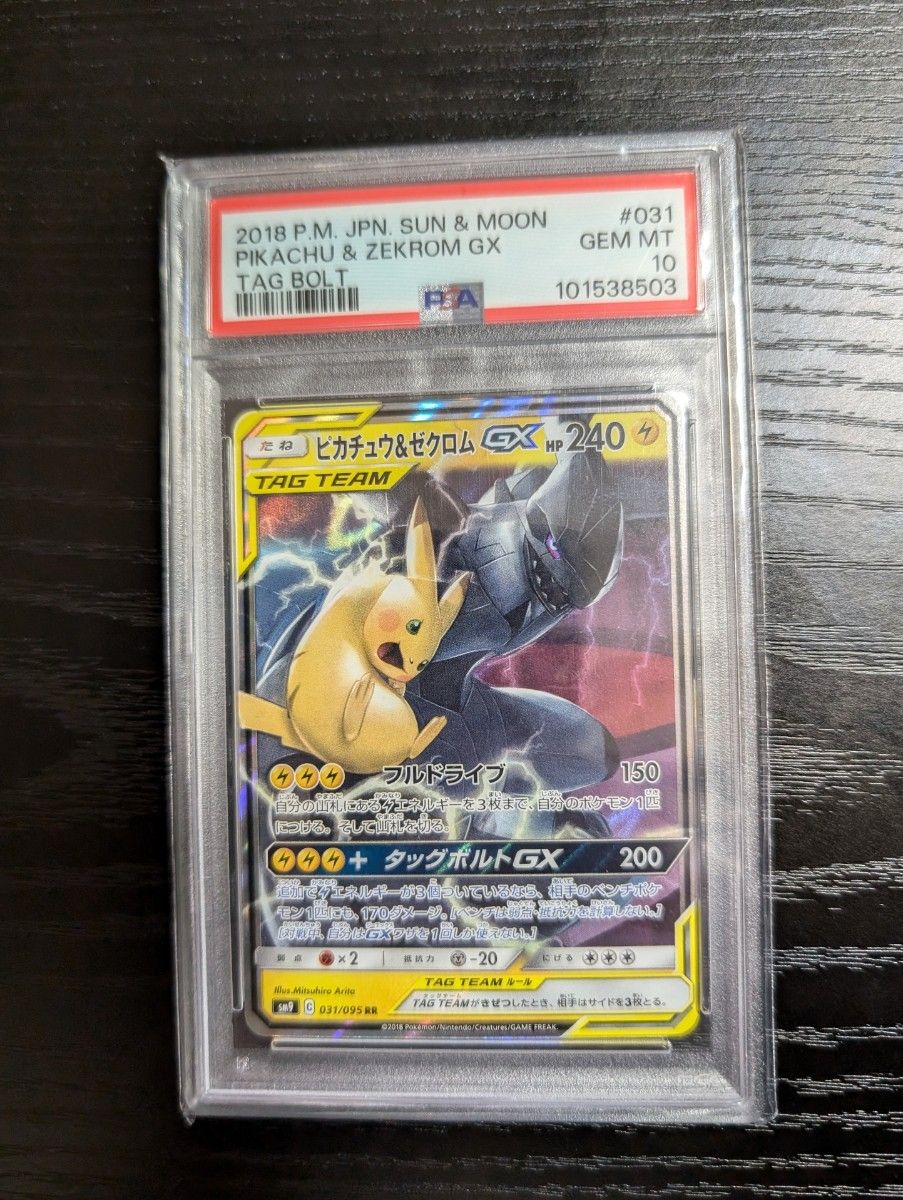 2018 P.M. JPN. SUN & MOON #031
PIKACHU & ZEKROM GX GEM MT
TAG BOLT 10
PSA 101538503
たね ピカチュウ&ゼクロムGX HP240
TAG TEAM
フルドライブ 150
自分の山札にあるエネルギーを3枚まで、自分のポケモン1匹
につける。そして山札を切る。
+ タッグボルトGX 200
追加でエネルギーが3個ついているなら、相手のベンチポケ
モン1匹にも、170ダメージ。[ベンチは弱点・抵抗力を計算しない。]
[対戦中、自分はGXワザを1回しか使えない。]
弱点 ×2 抵抗力 -20 にげる
TAG TEAM ルール
Illus.Mitsuhiro Arita
TAG TEAMがきぜつしたとき、相手はサイドを3枚とる。
sm9 C 031/095 RR
©2018 Pokémon/Nintendo/Creatures/GAME FREAK.